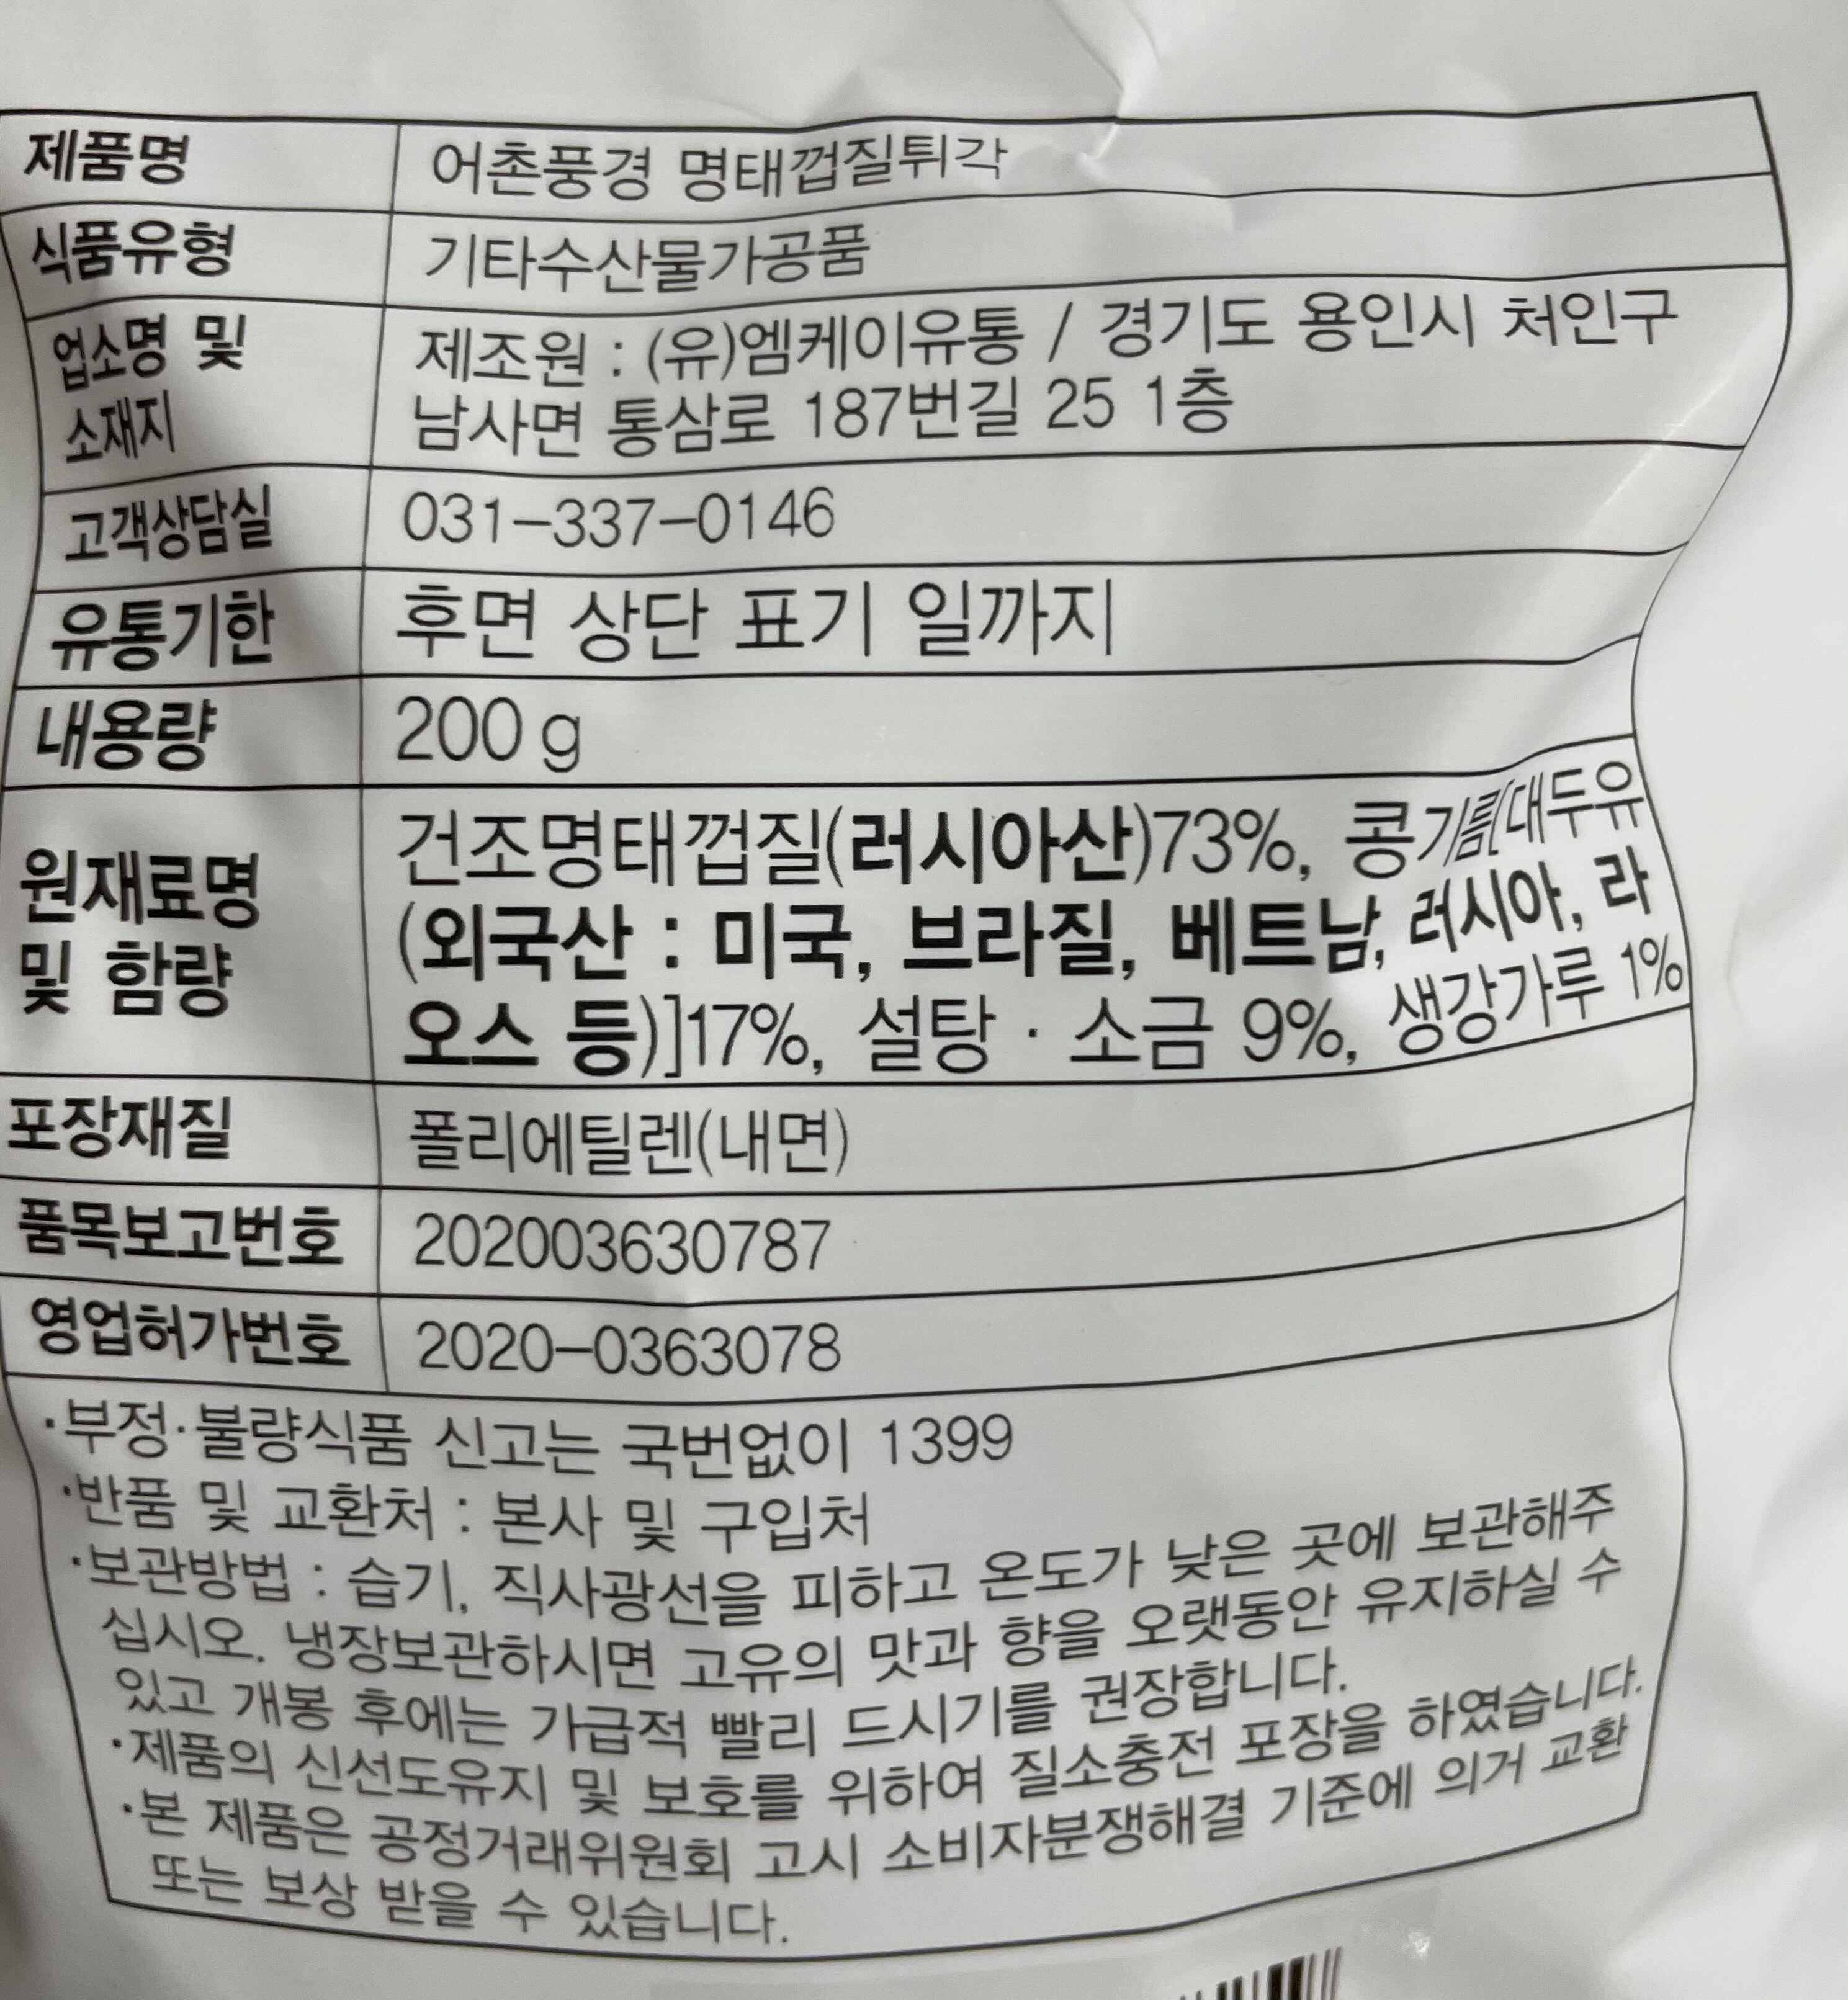 제품명 어촌풍경 명태껍질튀각
식품유형 기타수산물가공품
업소명 및 제조원 : (유)엠케이유통 / 경기도 용인시 처인구
소재지 남사면 통삼로 187번길 25 1층
고객상담실 031-337-0146
유통기한 후면 상단 표기 일까지
내용량 200 g
원재료명 건조명태껍질(러시아산)73%, 콩기름[대두유
및 함량 (외국산 : 미국, 브라질, 베트남, 러시아, 라
오스 등)]17%, 설탕 · 소금 9%, 생강가루 1%
포장재질 폴리에틸렌(내면)
품목보고번호 202003630787
영업허가번호 2020-0363078
·부정·불량식품 신고는 국번없이 1399
·반품 및 교환처 : 본사 및 구입처
·보관방법 : 습기, 직사광선을 피하고 온도가 낮은 곳에 보관해주
십시오. 냉장보관하시면 고유의 맛과 향을 오랫동안 유지하실 수
있고 개봉 후에는 가급적 빨리 드시기를 권장합니다.
·제품의 신선도유지 및 보호를 위하여 질소충전 포장을 하였습니다.
·본 제품은 공정거래위원회 고시 소비자분쟁해결 기준에 의거 교환
또는 보상 받을 수 있습니다.